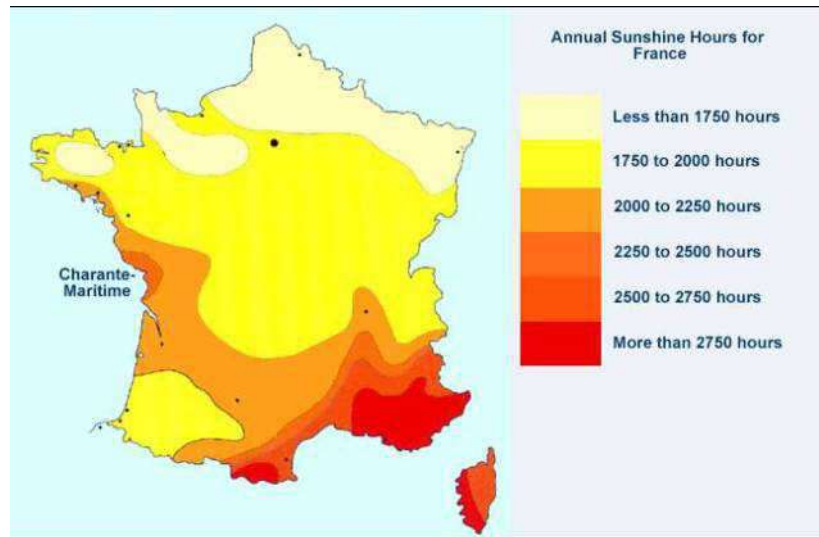 Annual Sunshine Hours for
France
Less than 1750 hours
1750 to 2000 hours
2000 to 2250 hours
2250 to 2500 hours
2500 to 2750 hours
More than 2750 hours
Charante-
Maritime